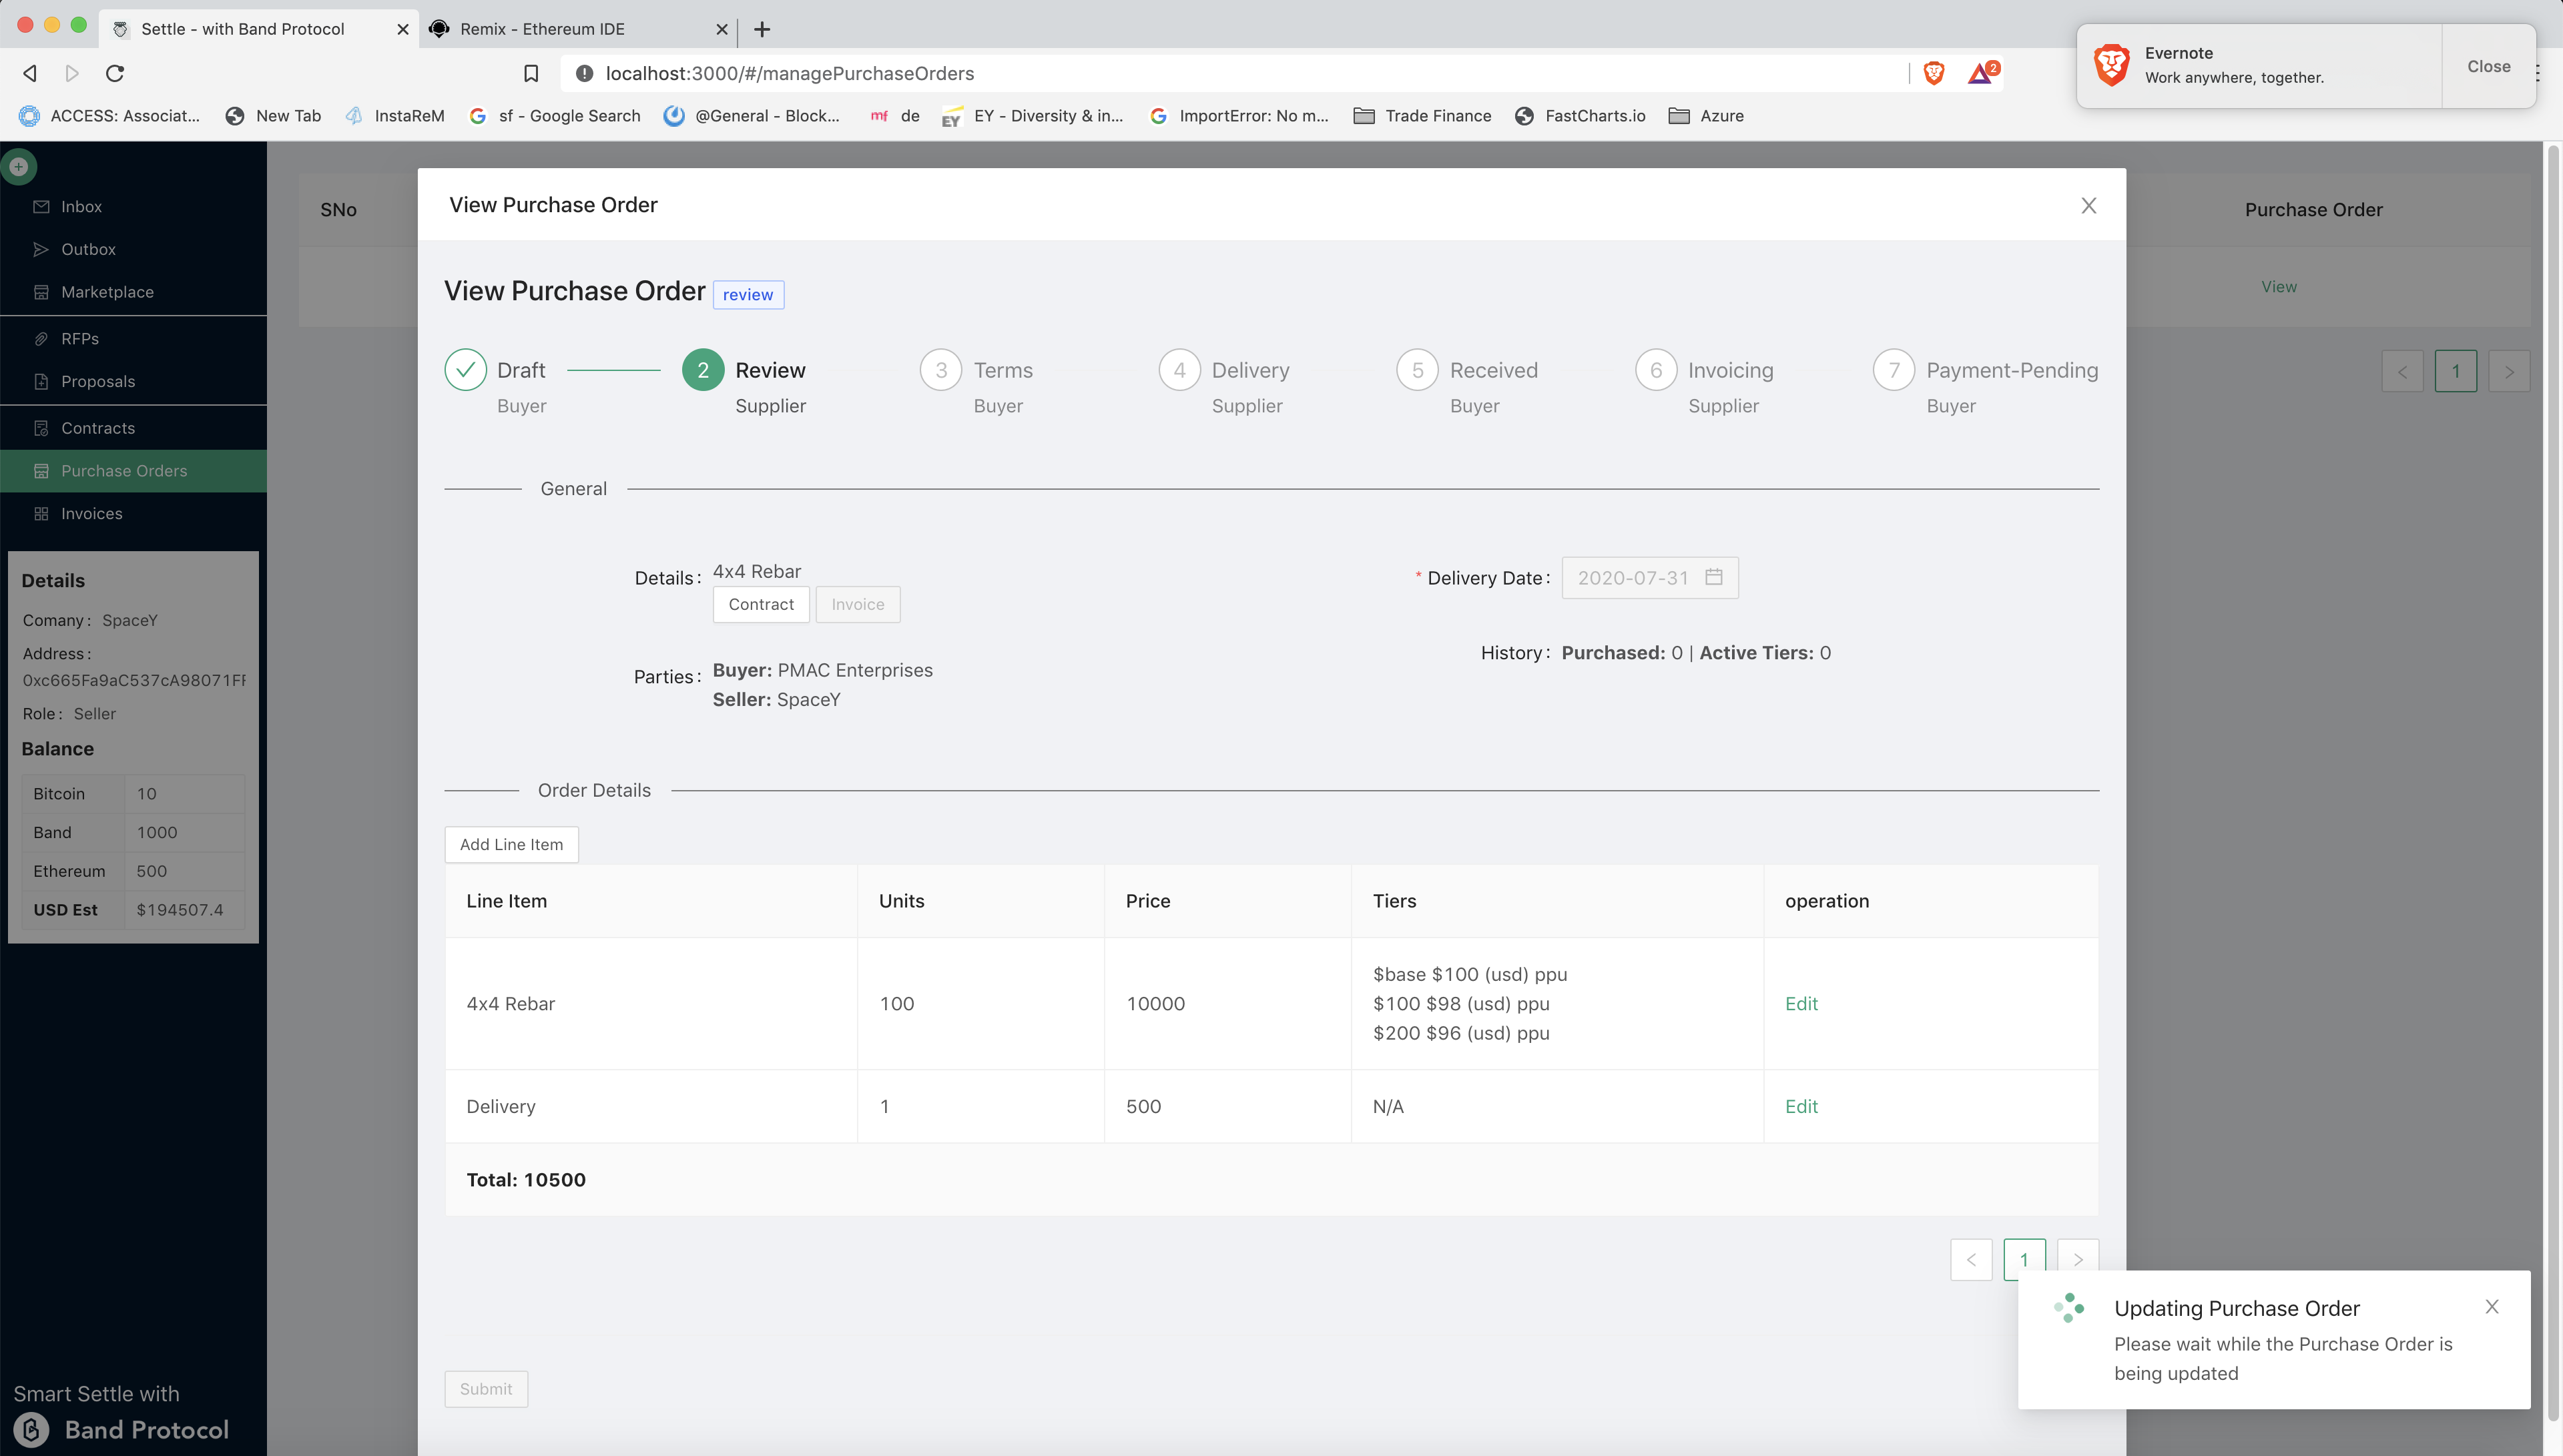 Settle - with Band Protocol
Remix - Ethereum IDE
localhost:3000/#/managePurchaseOrders
2
Evernote
Work anywhere, together.
Close
ACCESS: Associat...
New Tab
InstaReM
sf - Google Search
@General - Block...
mf de
EY EY - Diversity & in...
ImportError: No m...
Trade Finance
FastCharts.io
Azure
Inbox
Outbox
Marketplace
RFPs
Proposals
Contracts
Purchase Orders
Invoices
Details
Comany : SpaceY
Address :
0xc665Fa9aC537cA98071FF
Role : Seller
Balance
Bitcoin 10
Band 1000
Ethereum 500
USD Est $194507.4
Smart Settle with
Band Protocol
SNo
Purchase Order
View
< 1 >
View Purchase Order
View Purchase Order review
Draft
Buyer
2 Review
Supplier
3 Terms
Buyer
4 Delivery
Supplier
5 Received
Buyer
6 Invoicing
Supplier
7 Payment-Pending
Buyer
General
Details : 4x4 Rebar
Contract Invoice
Parties : Buyer: PMAC Enterprises
Seller: SpaceY
* Delivery Date : 2020-07-31
History : Purchased: 0 | Active Tiers: 0
Order Details
Add Line Item
Line Item Units Price Tiers operation
4x4 Rebar 100 10000 $base $100 (usd) ppu
$100 $98 (usd) ppu
$200 $96 (usd) ppu
Edit
Delivery 1 500 N/A Edit
Total: 10500
< 1 >
Submit
Updating Purchase Order
Please wait while the Purchase Order is
being updated